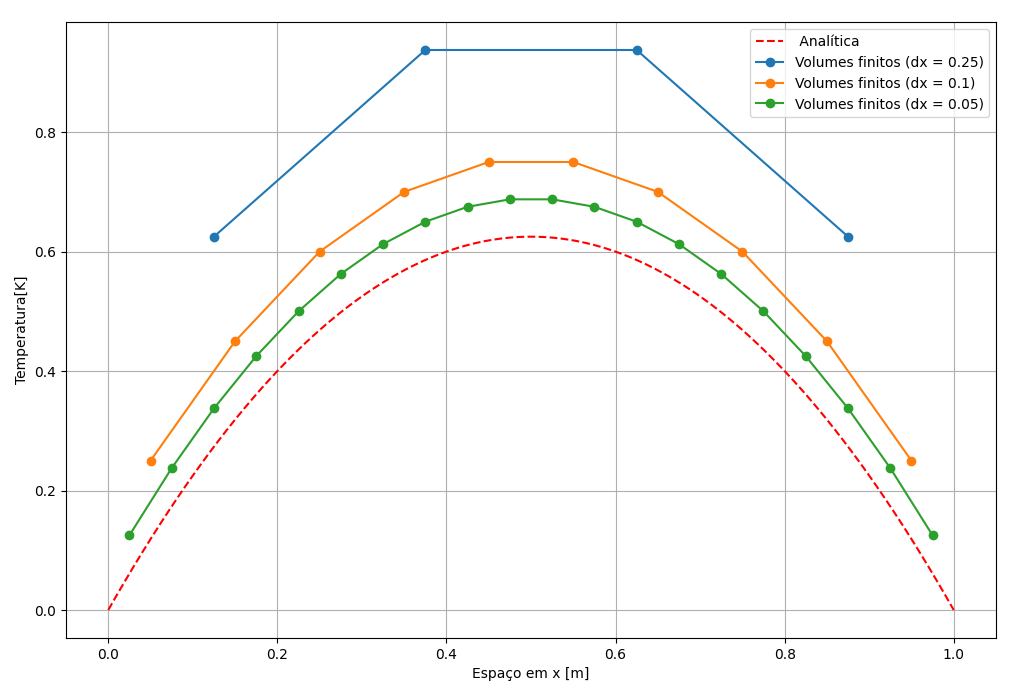 Analítica
Volumes finitos (dx = 0.25)
Volumes finitos (dx = 0.1)
Volumes finitos (dx = 0.05)
Temperatura[K]
0.8
0.6
0.4
0.2
0.0
0.0 0.2 0.4 0.6 0.8 1.0
Espaço em x [m]